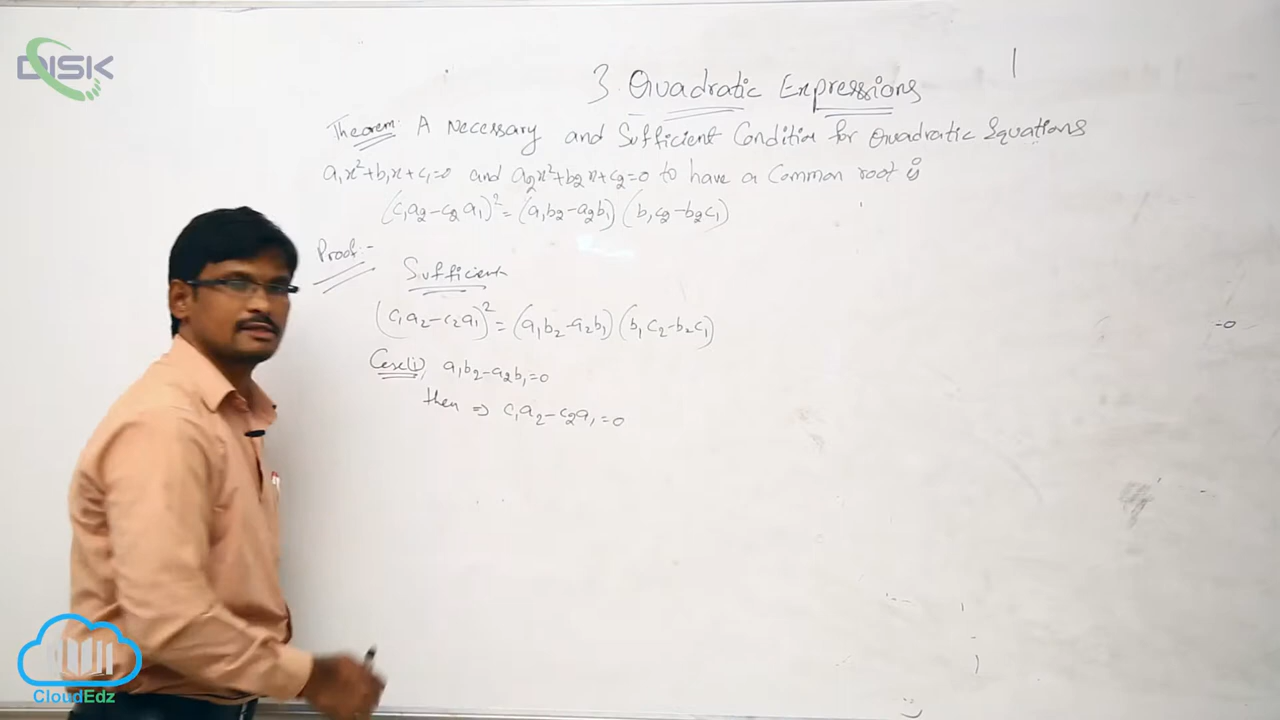 DISK
3. Quadratic Expressions
Theorem: A Necessary and Sufficient Condition for Quadratic Equations
a₁x²+b₁x+c₁=0 and a₂x²+b₂x+c₂=0 to have a Common root is
(c₁a₂-c₂a₁)²=(a₁b₂-a₂b₁)(b₁c₂-b₂c₁)
Proof:-
Sufficient
(c₁a₂-c₂a₁)²=(a₁b₂-a₂b₁)(b₁c₂-b₂c₁)
Case(i) a₁b₂-a₂b₁=0
then ⇒ c₁a₂-c₂a₁=0
=0
CloudEdz